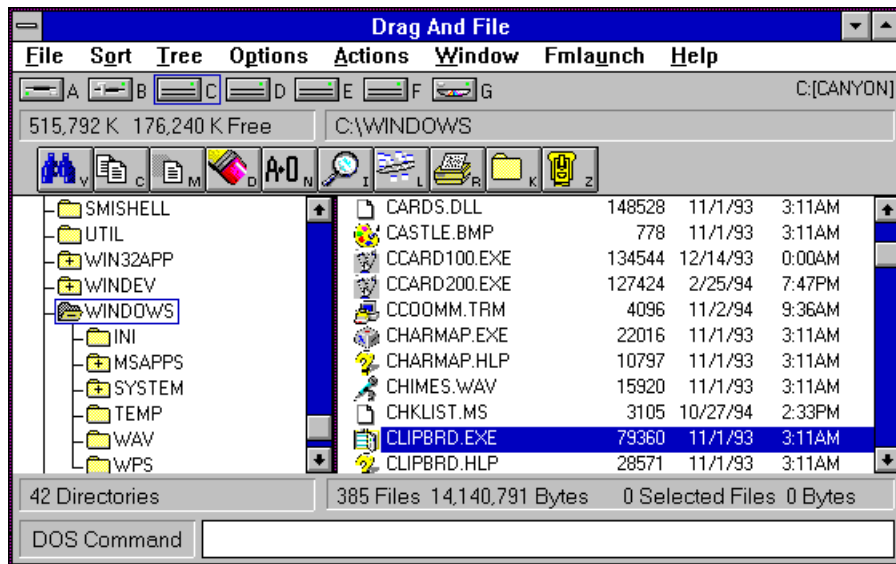 Drag And File
File Sort Tree Options Actions Window Fmlaunch Help
A B C D E F G C:[CANYON]
515,792 K 176,240 K Free C:\WINDOWS
V C M D A·O N I L R K Z
SMISHELL CARDS.DLL 148528 11/1/93 3:11AM
UTIL CASTLE.BMP 778 11/1/93 3:11AM
WIN32APP CCARD100.EXE 134544 12/14/93 0:00AM
WINDEV CCARD200.EXE 127424 2/25/94 7:47PM
WINDOWS CCOOMM.TRM 4096 11/2/94 9:36AM
INI CHARMAP.EXE 22016 11/1/93 3:11AM
MSAPPS CHARMAP.HLP 10797 11/1/93 3:11AM
SYSTEM CHIMES.WAV 15920 11/1/93 3:11AM
TEMP CHKLIST.MS 3105 10/27/94 2:33PM
WAV CLIPBRD.EXE 79360 11/1/93 3:11AM
WPS CLIPBRD.HLP 28571 11/1/93 3:11AM
42 Directories 385 Files 14,140,791 Bytes 0 Selected Files 0 Bytes
DOS Command